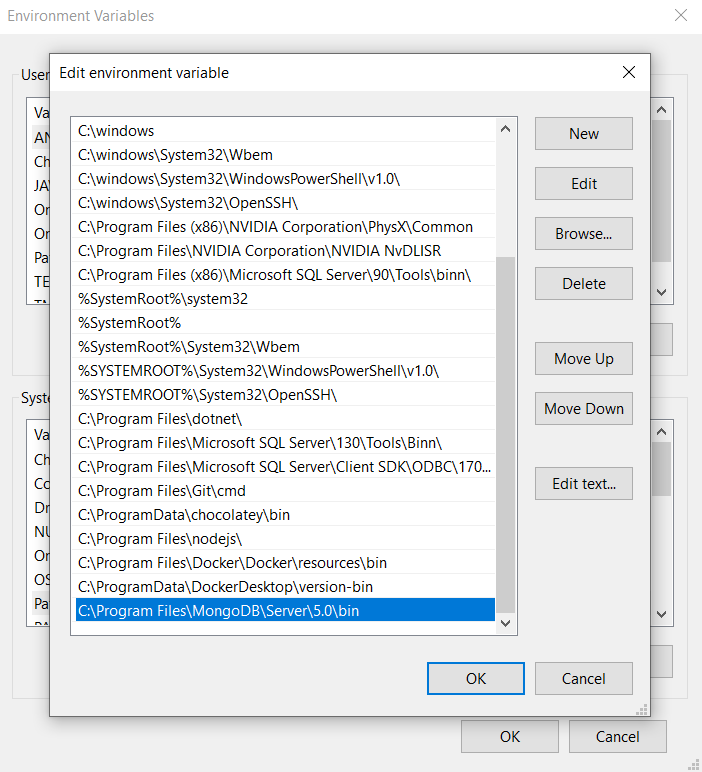 Environment Variables
Edit environment variable
User
Va
AN
Ch
JAV
On
On
Pa
TE
C:\windows
C:\windows\System32\Wbem
C:\windows\System32\WindowsPowerShell\v1.0\
C:\windows\System32\OpenSSH\
C:\Program Files (x86)\NVIDIA Corporation\PhysX\Common
C:\Program Files\NVIDIA Corporation\NVIDIA NvDLISR
C:\Program Files (x86)\Microsoft SQL Server\90\Tools\binn\
%SystemRoot%\system32
%SystemRoot%
%SystemRoot%\System32\Wbem
%SYSTEMROOT%\System32\WindowsPowerShell\v1.0\
%SYSTEMROOT%\System32\OpenSSH\
C:\Program Files\dotnet\
C:\Program Files\Microsoft SQL Server\130\Tools\Binn\
C:\Program Files\Microsoft SQL Server\Client SDK\ODBC\170...
C:\Program Files\Git\cmd
C:\ProgramData\chocolatey\bin
C:\Program Files\nodejs\
C:\Program Files\Docker\Docker\resources\bin
C:\ProgramData\DockerDesktop\version-bin
C:\Program Files\MongoDB\Server\5.0\bin
New
Edit
Browse...
Delete
Move Up
Move Down
Edit text...
Syste
Va
Ch
Co
Dr
NU
On
OS
Pa
OK
Cancel
OK
Cancel